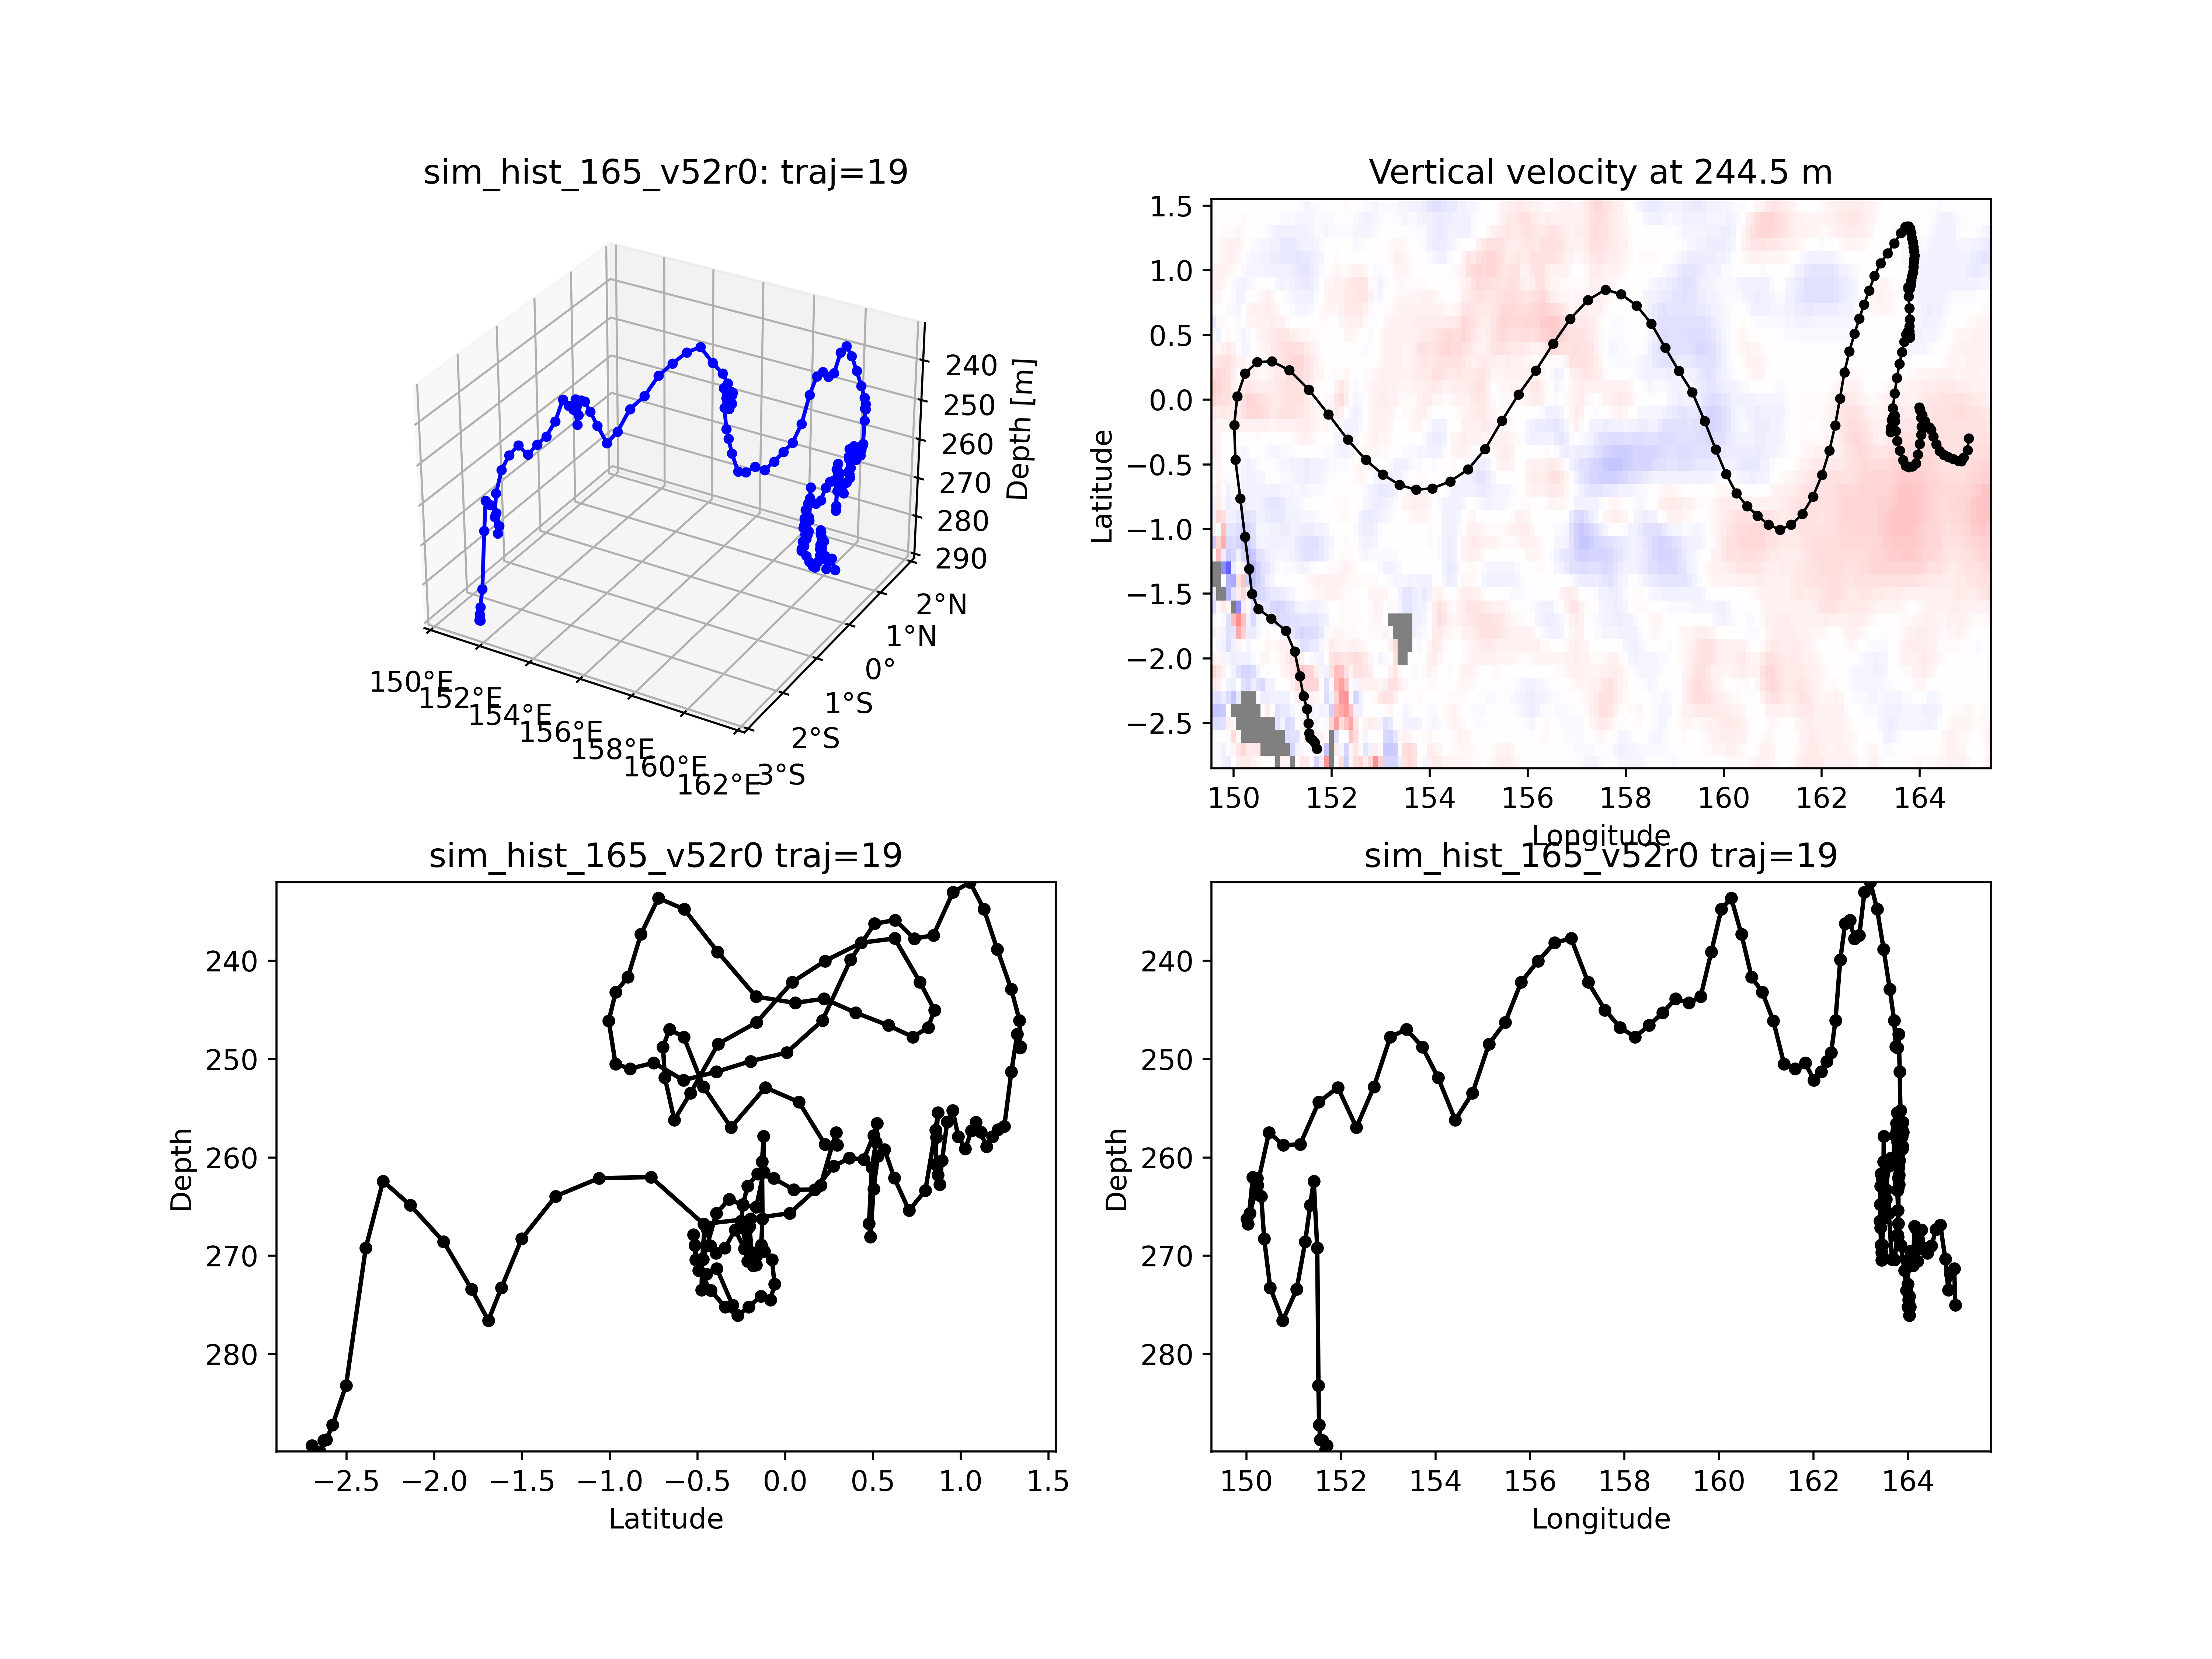 sim_hist_165_v52r0: traj=19
240
250
260
270
280
290
Depth [m]
2°N
1°N
0°
1°S
2°S
3°S
150°E
152°E
154°E
156°E
158°E
160°E
162°E
Vertical velocity at 244.5 m
1.5
1.0
0.5
0.0
−0.5
−1.0
−1.5
−2.0
−2.5
Latitude
150 152 154 156 158 160 162 164
Longitude
sim_hist_165_v52r0 traj=19
240
250
260
270
280
Depth
−2.5 −2.0 −1.5 −1.0 −0.5 0.0 0.5 1.0 1.5
Latitude
sim_hist_165_v52r0 traj=19
240
250
260
270
280
Depth
150 152 154 156 158 160 162 164
Longitude